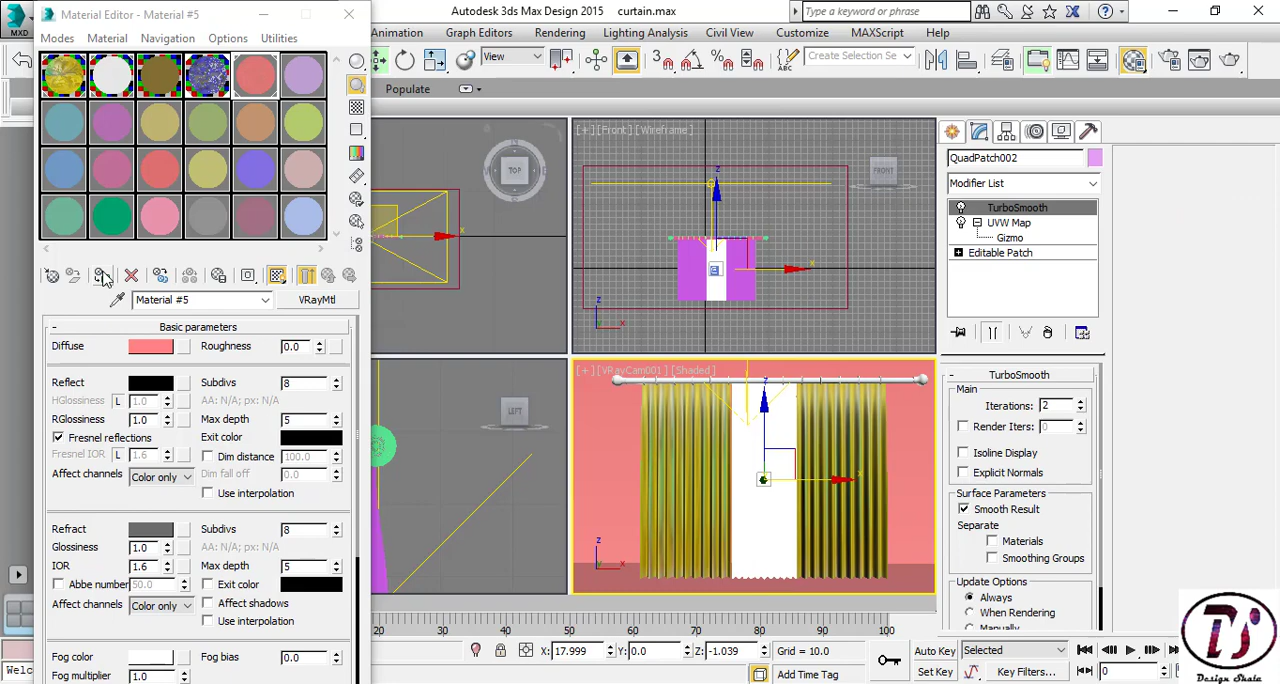 Material Editor - Material #5
Autodesk 3ds Max Design 2015 curtain.max
Type a keyword or phrase
MXD
Modes Material Navigation Options Utilities
Animation Graph Editors Rendering Lighting Analysis Civil View Customize MAXScript Help
View
Create Selection Se
Populate
[+] [Front] [Wireframe]
TOP
FRONT
z
x
QuadPatch002
Modifier List
TurboSmooth
UVW Map
Gizmo
Editable Patch
Material #5 VRayMtl
Basic parameters
Diffuse Roughness 0.0
Reflect Subdivs 8
Hglossiness L 1.0 AA: N/A; px: N/A
RGlossiness 1.0 Max depth 5
Fresnel reflections Exit color
Fresnel IOR L 1.6 Dim distance 100.0
Affect channels Color only Dim fall off 0.0
Use interpolation
Refract Subdivs 8
Glossiness 1.0 AA: N/A; px: N/A
IOR 1.6 Max depth 5
Abbe number 50.0 Exit color
Affect channels Color only Affect shadows
Use interpolation
Fog color Fog bias 0.0
Fog multiplier 1.0
LEFT
[+] [VRayCam001] [Shaded]
z
x
TurboSmooth
Main
Iterations: 2
Render Iters: 0
Isoline Display
Explicit Normals
Surface Parameters
Smooth Result
Separate
Materials
Smoothing Groups
Update Options
Always
When Rendering
Manually
20 30 40 50 60 70 80 90 100
X: 17.999 Y: 0.0 Z: -1.039 Grid = 10.0
Auto Key Selected
Set Key Key Filters... 0
Add Time Tag
Welc
Design Shala